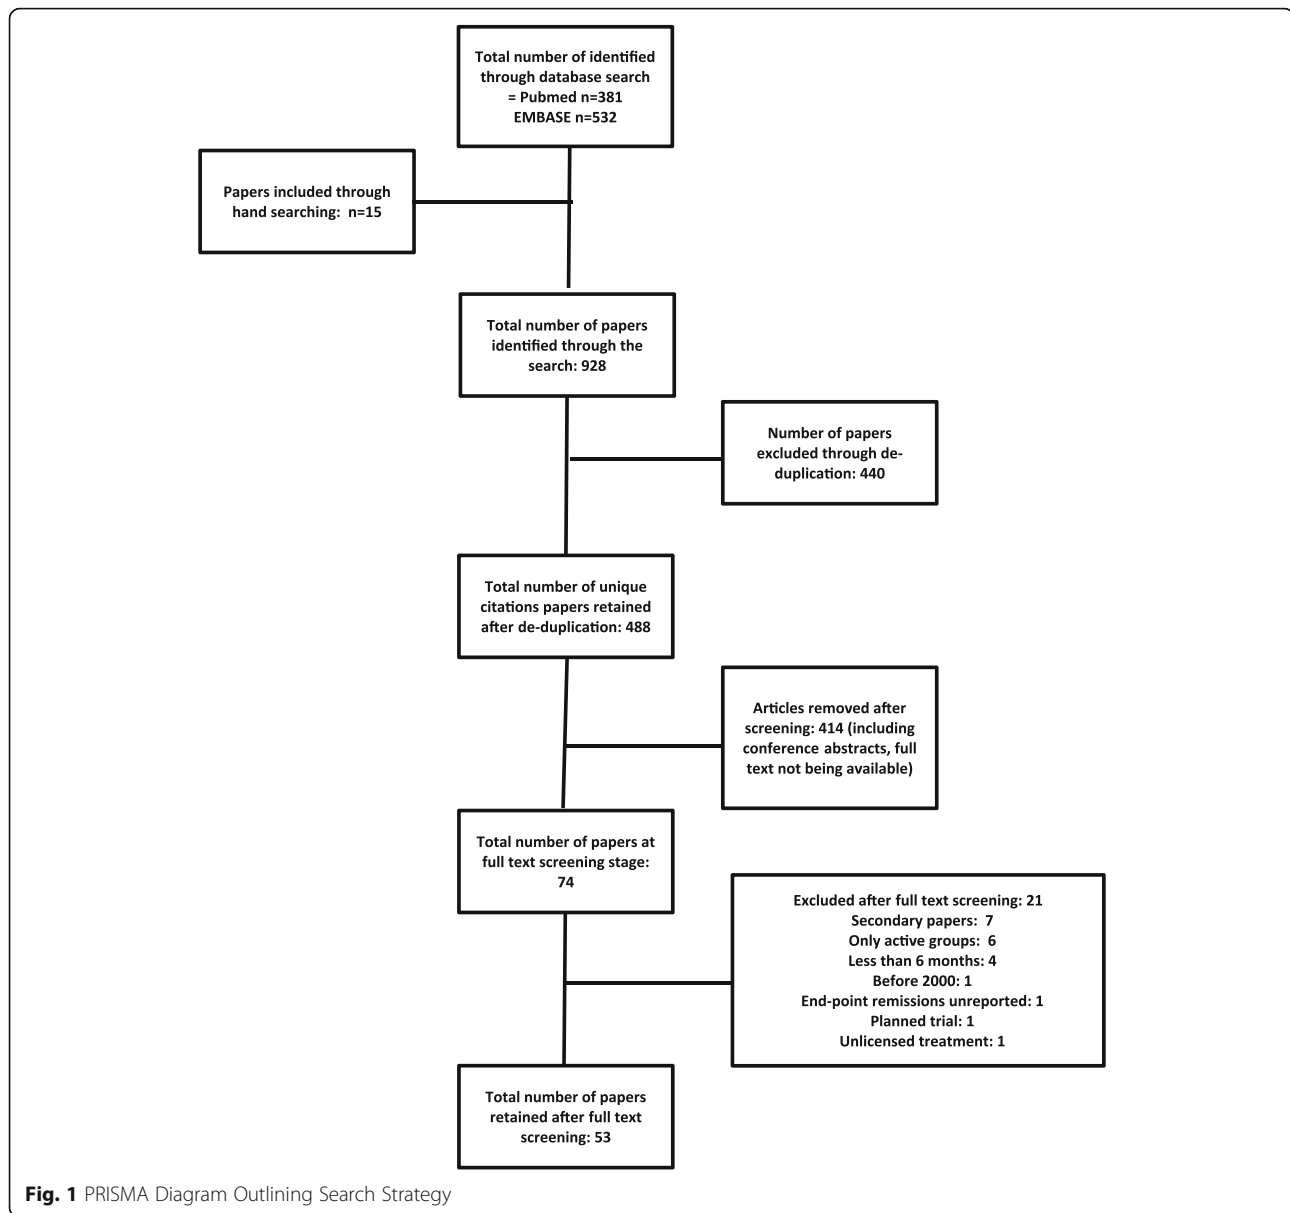 Total number of identified
through database search
= Pubmed n=381
EMBASE n=532
Papers included through
hand searching:  n=15
Total number of papers
identified through the
search: 928
Number of papers
excluded through de-
duplication: 440
Total number of unique
citations papers retained
after de-duplication: 488
Articles removed after
screening: 414 (including
conference abstracts, full
text not being available)
Total number of papers at
full text screening stage:
74
Excluded after full text screening: 21
Secondary papers:  7
Only active groups:  6
Less than 6 months: 4
Before 2000: 1
End-point remissions unreported: 1
Planned trial: 1
Unlicensed treatment: 1
Total number of papers
retained after full text
screening: 53
Fig. 1 PRISMA Diagram Outlining Search Strategy